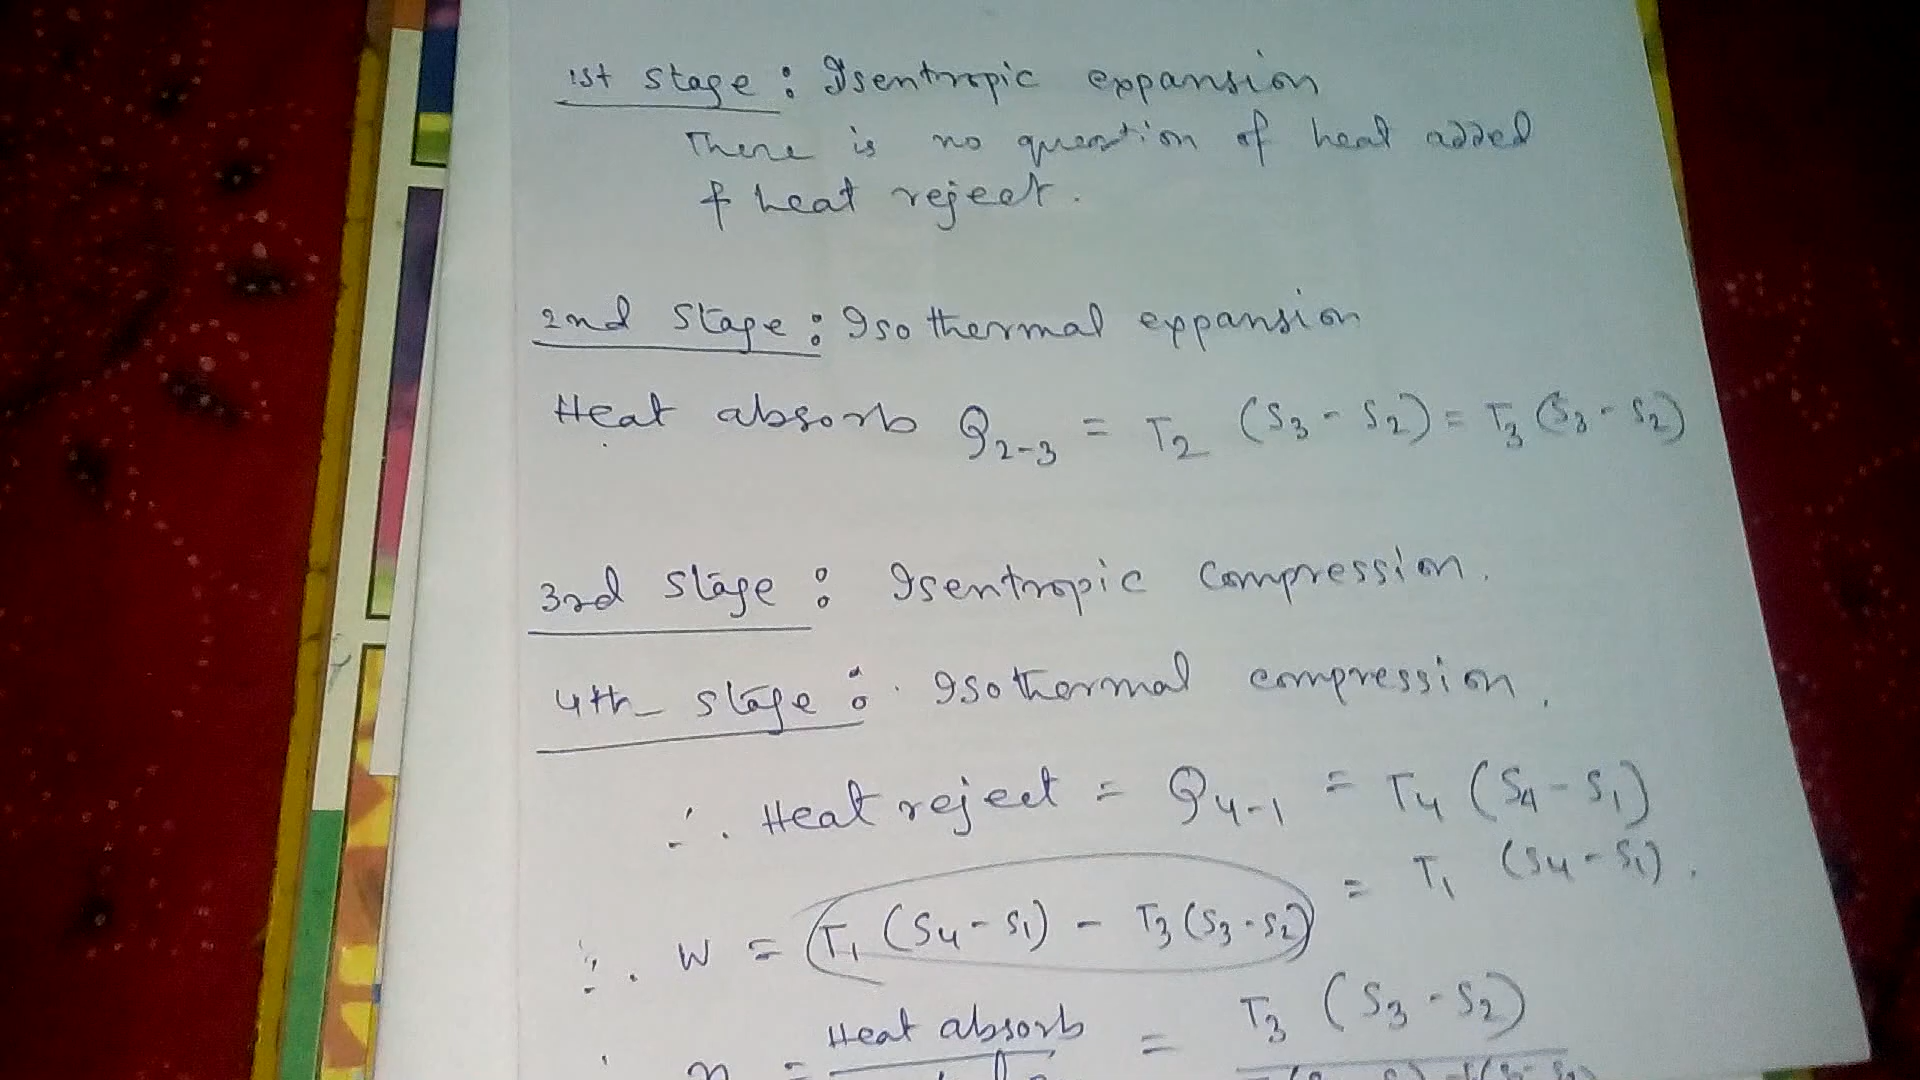 1st stage : Isentropic expansion
There is no question of heat added
& heat reject.
2nd stage : Isothermal expansion
Heat absorb Q2-3 = T2 (S3 - S2) = T3 (S3 - S2)
3rd stage : Isentropic compression.
4th stage : Isothermal compression.
∴ Heat reject = Q4-1 = T4 (S4 - S1)
= T1 (S4 - S1).
∴ W = T1 (S4 - S1) - T3 (S3 - S2)
Heat absorb = T3 (S3 - S2)